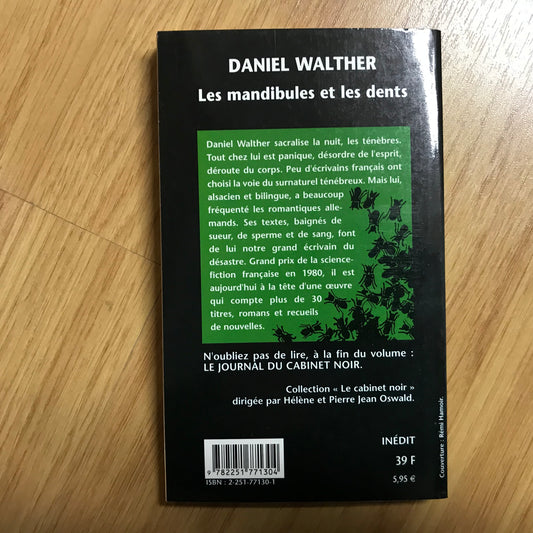 DANIEL WALTHER
Les mandibules et les dents
Daniel Walther sacralise la nuit, les ténèbres.
Tout chez lui est panique, désordre de l'esprit,
déroute du corps. Peu d'écrivains français ont
choisi la voie du surnaturel ténébreux. Mais lui,
alsacien et bilingue, a beaucoup
fréquenté les romantiques alle-
mands. Ses textes, baignés de
sueur, de sperme et de sang, font
de lui notre grand écrivain du
désastre. Grand prix de la science-
fiction française en 1980, il est
aujourd'hui à la tête d'une œuvre
qui compte plus de 30
titres, romans et recueils
de nouvelles.
N'oubliez pas de lire, à la fin du volume :
LE JOURNAL DU CABINET NOIR.
Collection « Le cabinet noir »
dirigée par Hélène et Pierre Jean Oswald.
9 782251 771304
ISBN : 2-251-77130-1
INÉDIT
39 F
5,95 €
Couverture : Rémi Hamoir.